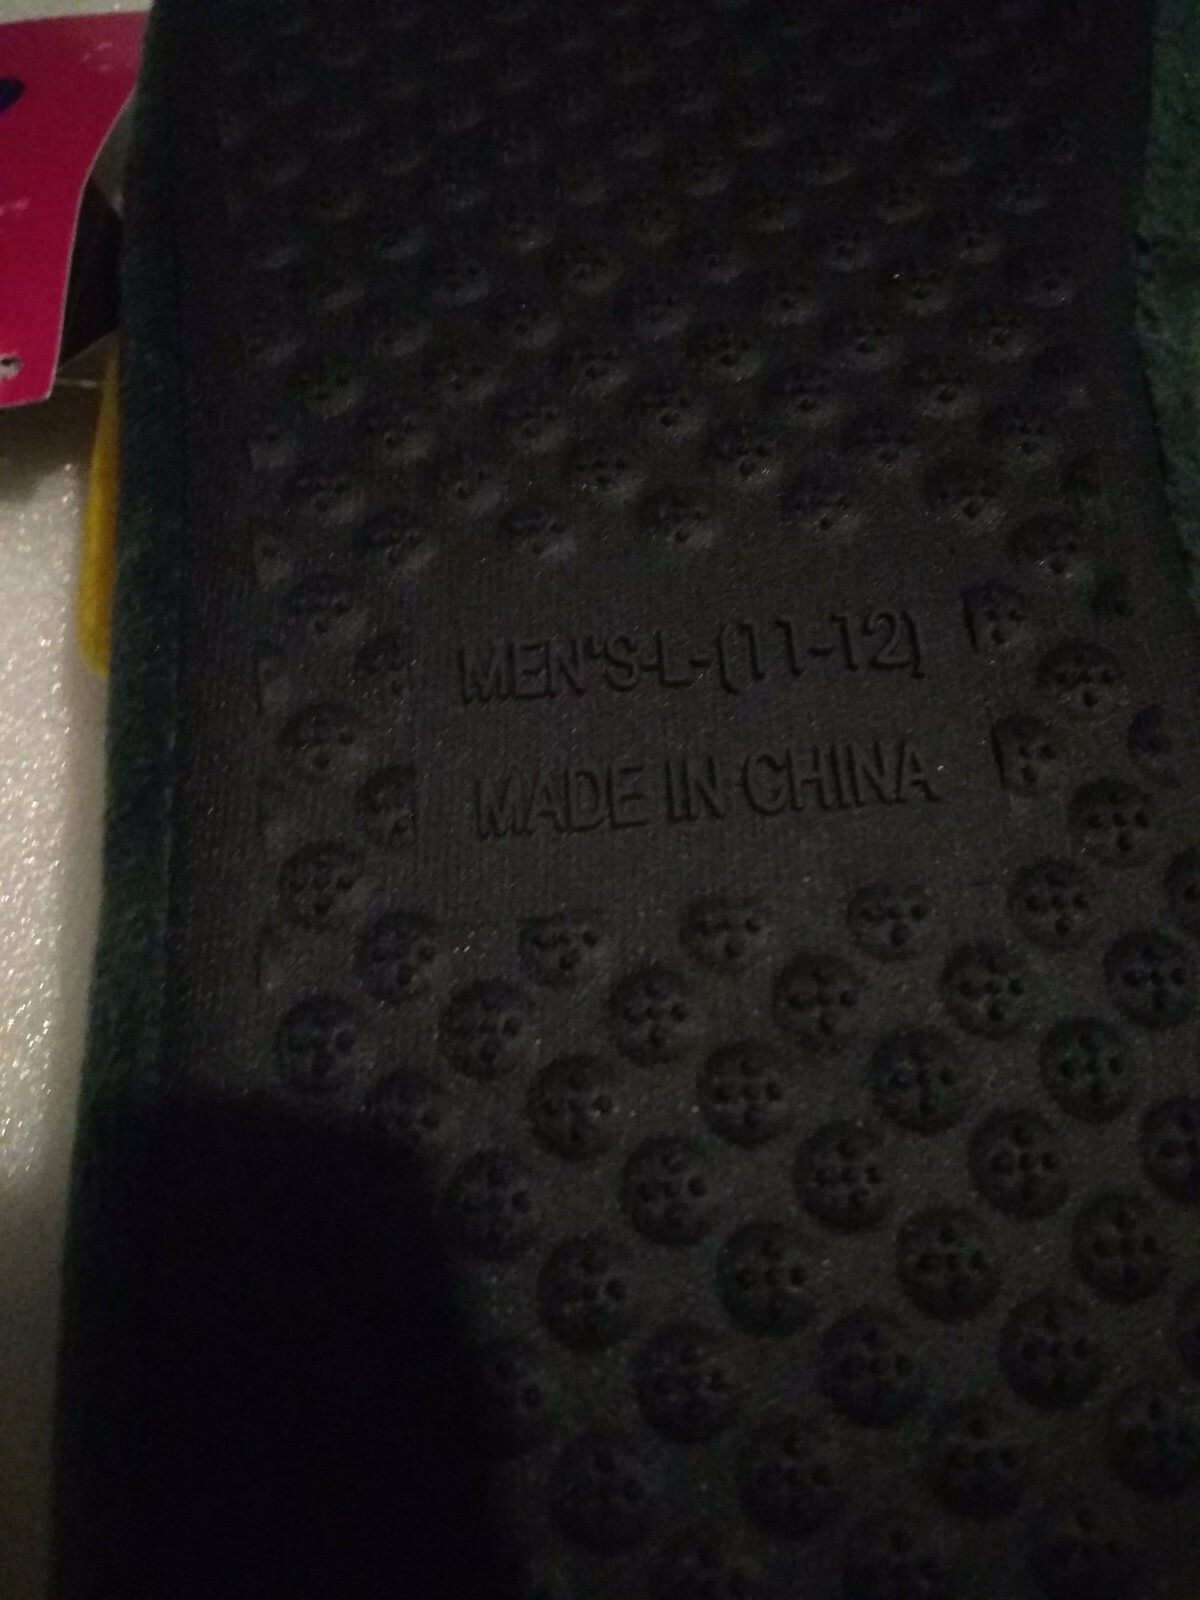 MEN'S-L-(11-12)
MADE IN CHINA